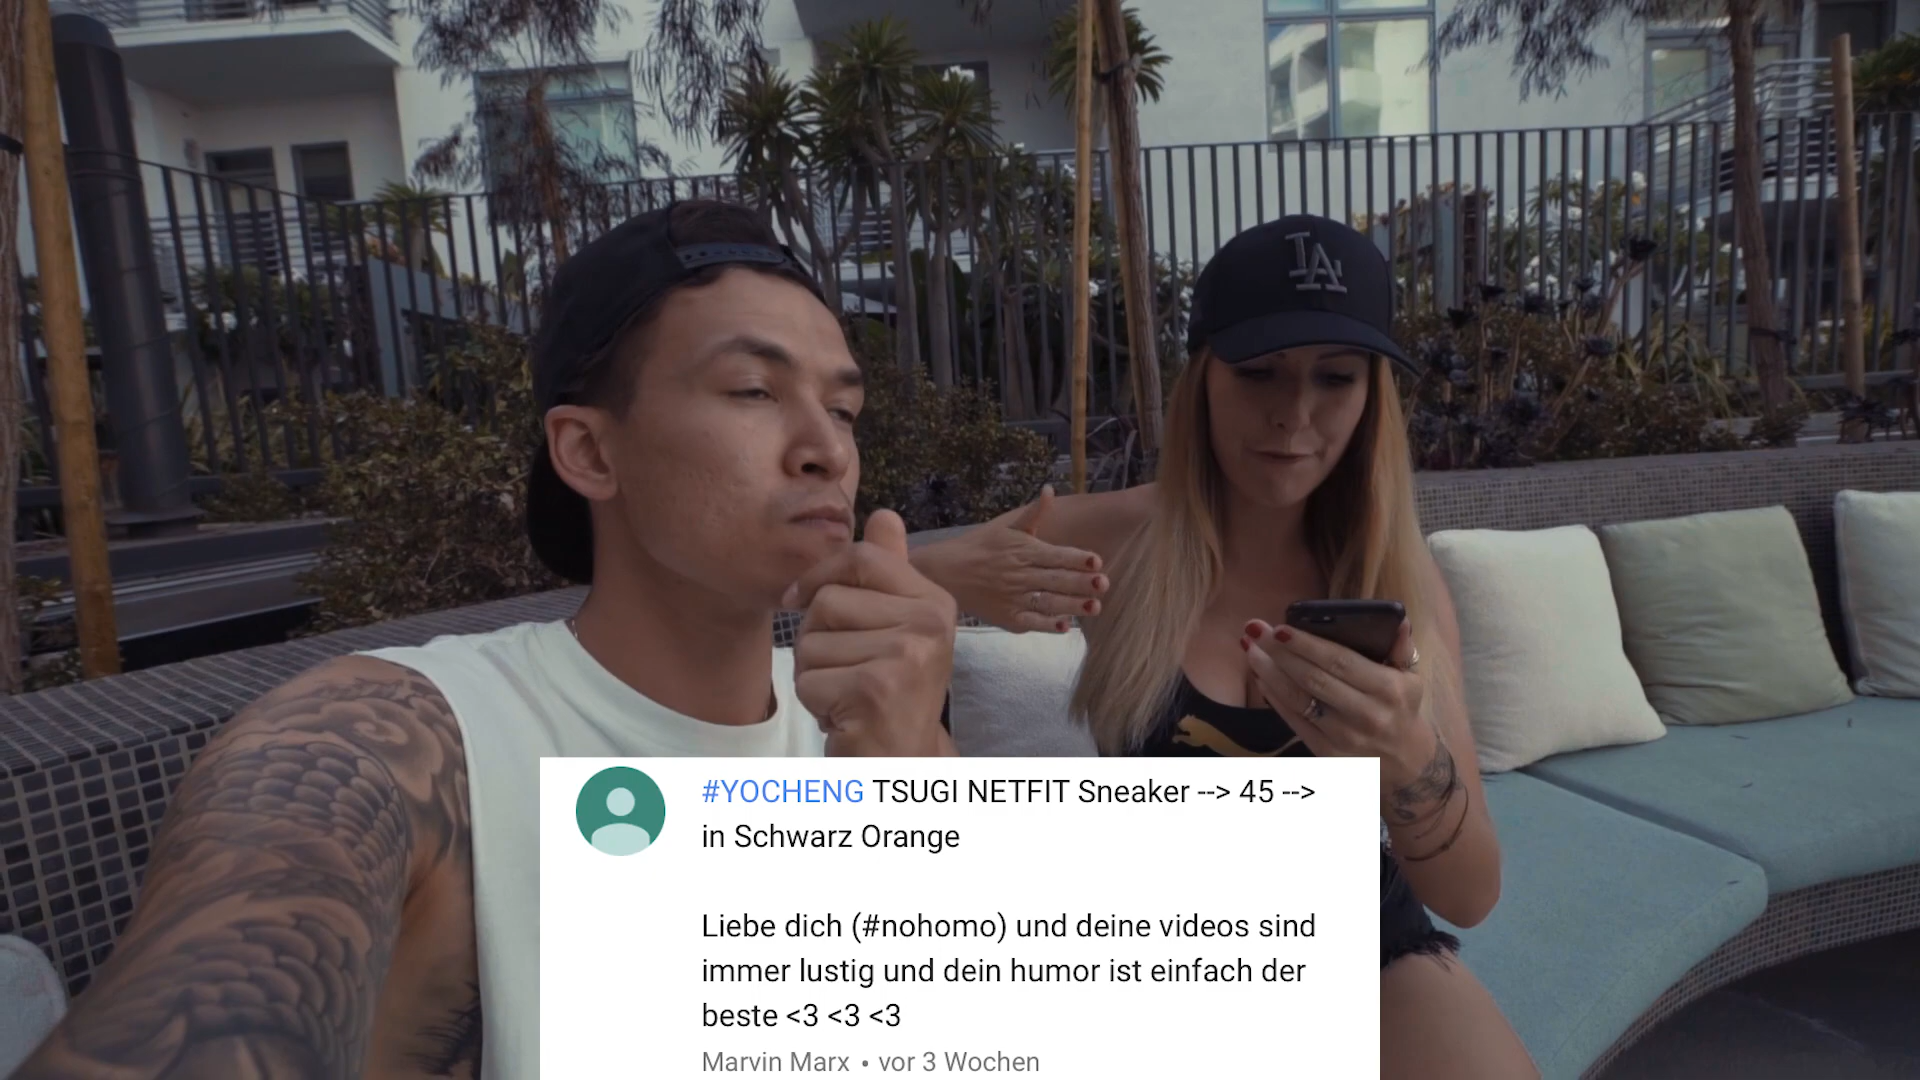 LA
#YOCHENG TSUGI NETFIT Sneaker --> 45 -->
in Schwarz Orange
Liebe dich (#nohomo) und deine videos sind
immer lustig und dein humor ist einfach der
beste <3 <3 <3
Marvin Marx • vor 3 Wochen